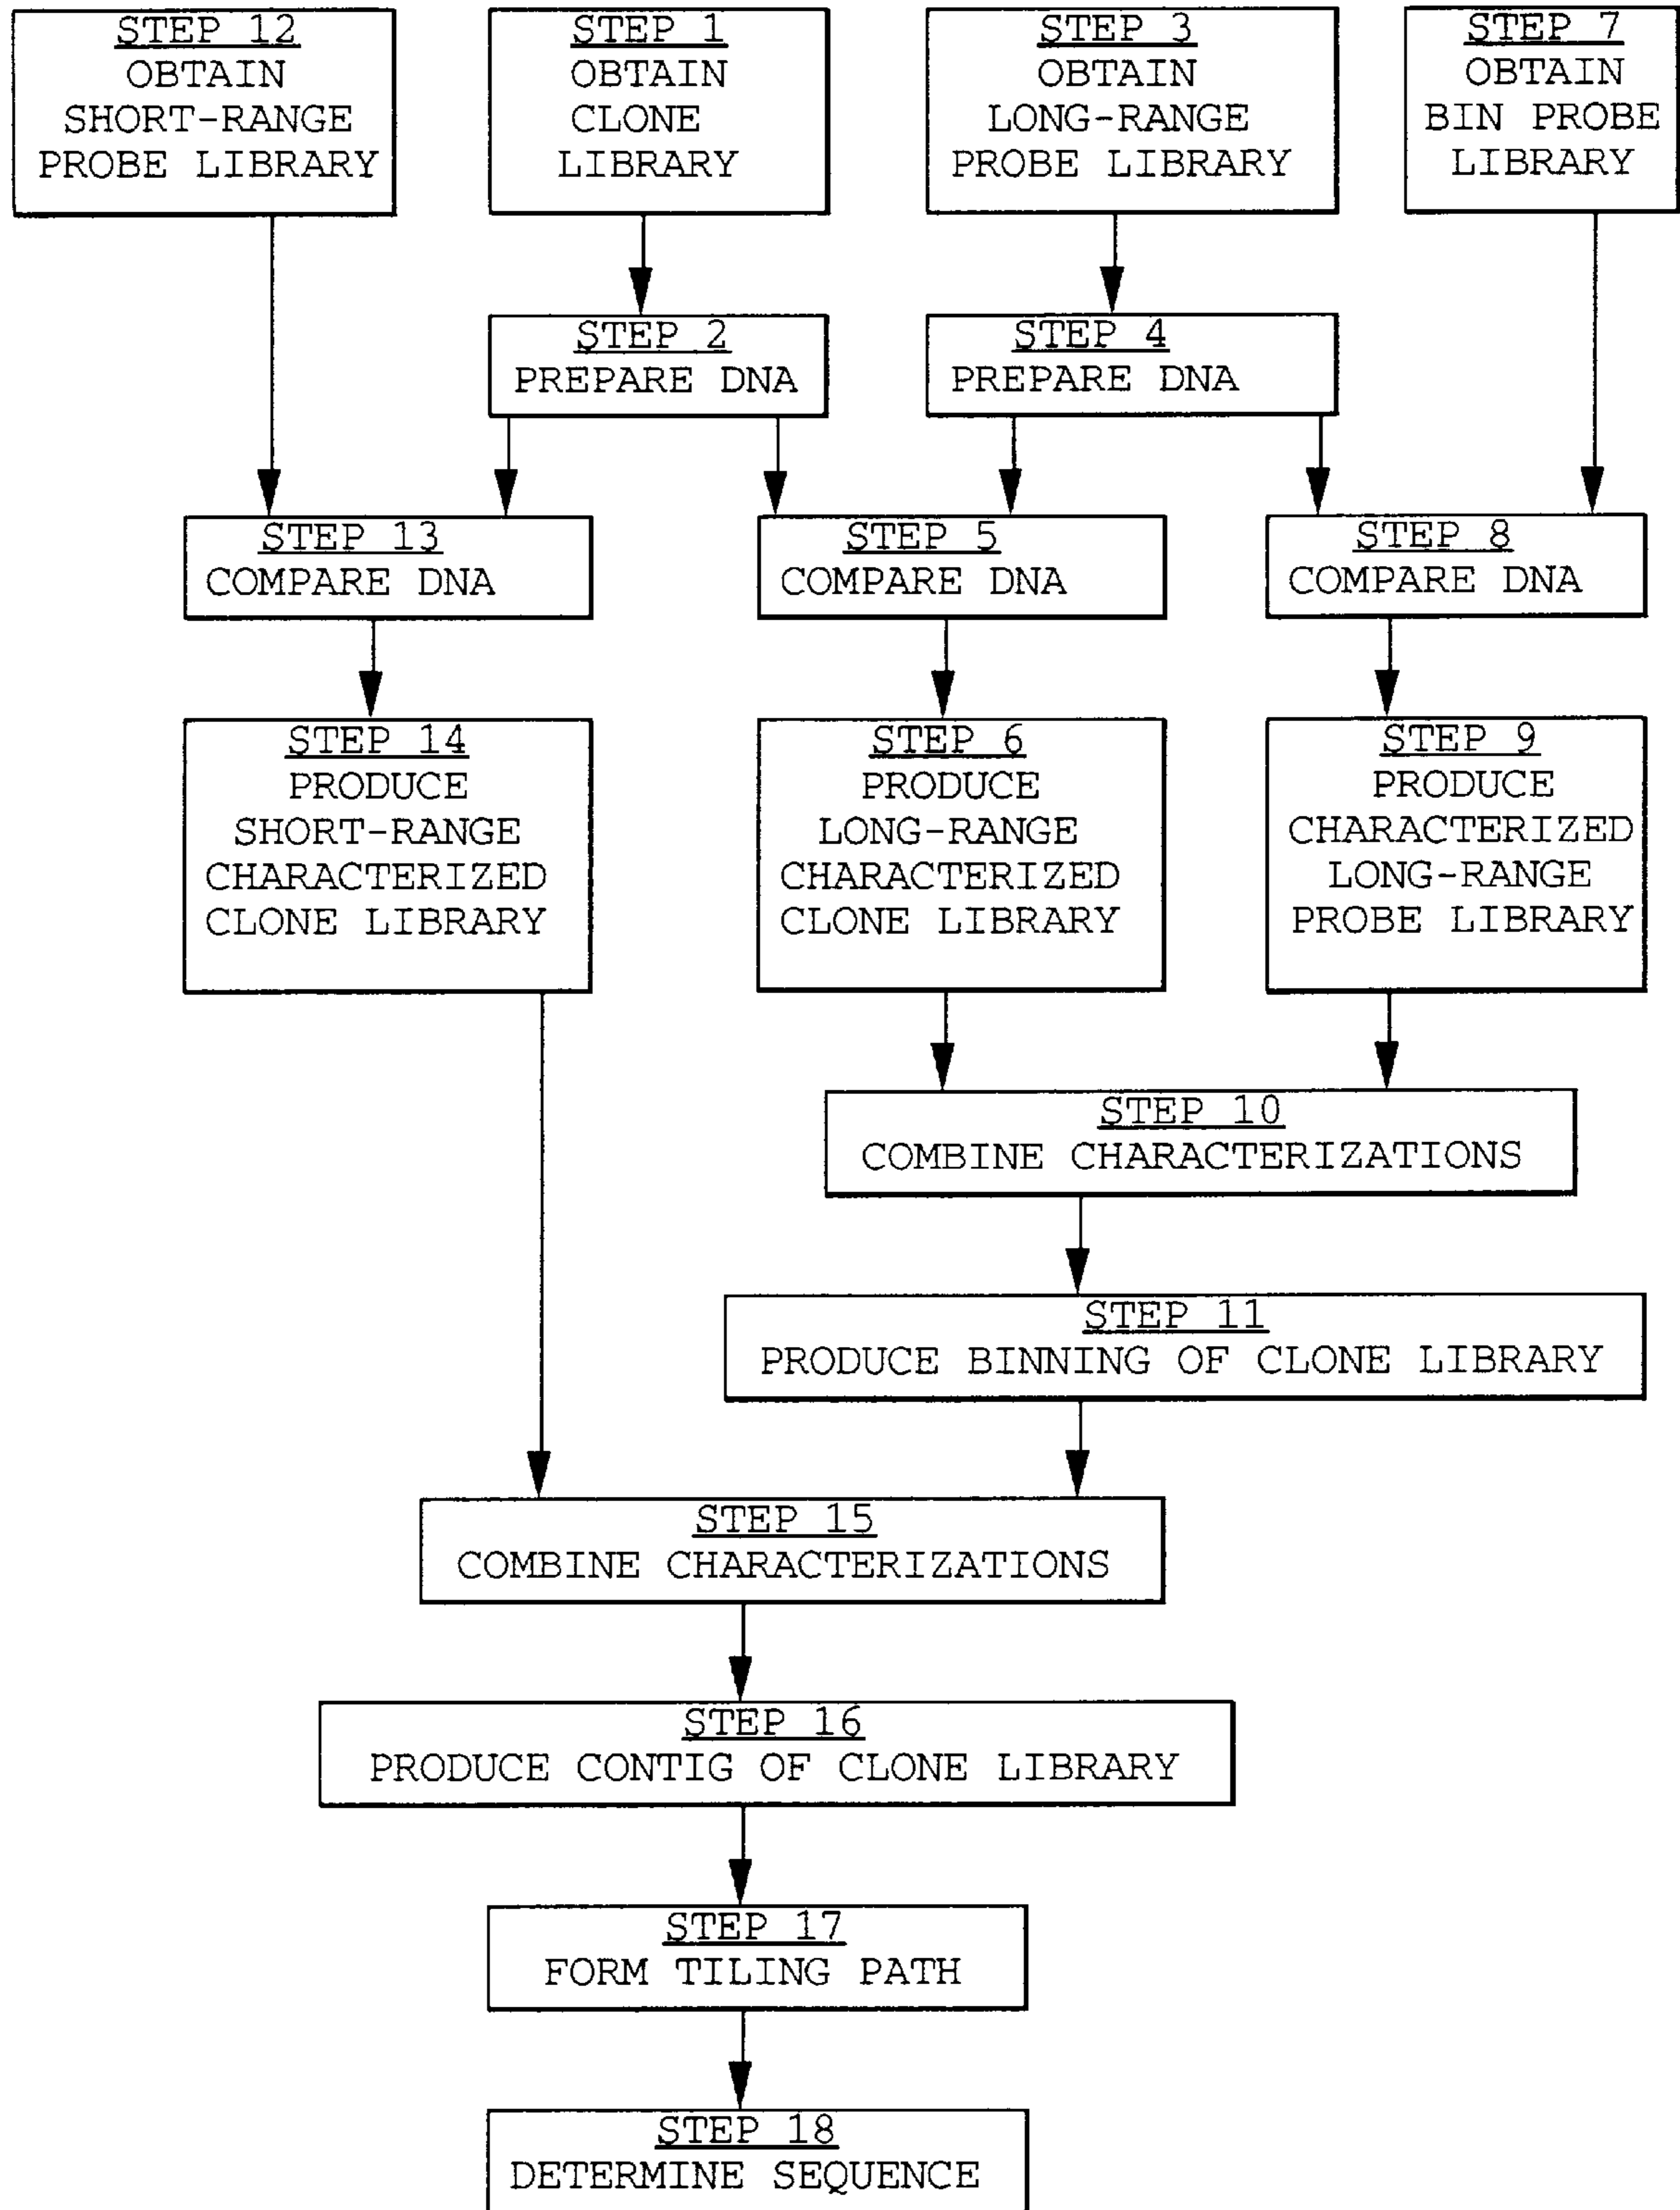 STEP 12
OBTAIN
SHORT-RANGE
PROBE LIBRARY
STEP 1
OBTAIN
CLONE
LIBRARY
STEP 3
OBTAIN
LONG-RANGE
PROBE LIBRARY
STEP 7
OBTAIN
BIN PROBE
LIBRARY
STEP 2
PREPARE DNA
STEP 4
PREPARE DNA
STEP 13
COMPARE DNA
STEP 5
COMPARE DNA
STEP 8
COMPARE DNA
STEP 14
PRODUCE
SHORT-RANGE
CHARACTERIZED
CLONE LIBRARY
STEP 6
PRODUCE
LONG-RANGE
CHARACTERIZED
CLONE LIBRARY
STEP 9
PRODUCE
CHARACTERIZED
LONG-RANGE
PROBE LIBRARY
STEP 10
COMBINE CHARACTERIZATIONS
STEP 11
PRODUCE BINNING OF CLONE LIBRARY
STEP 15
COMBINE CHARACTERIZATIONS
STEP 16
PRODUCE CONTIG OF CLONE LIBRARY
STEP 17
FORM TILING PATH
STEP 18
DETERMINE SEQUENCE